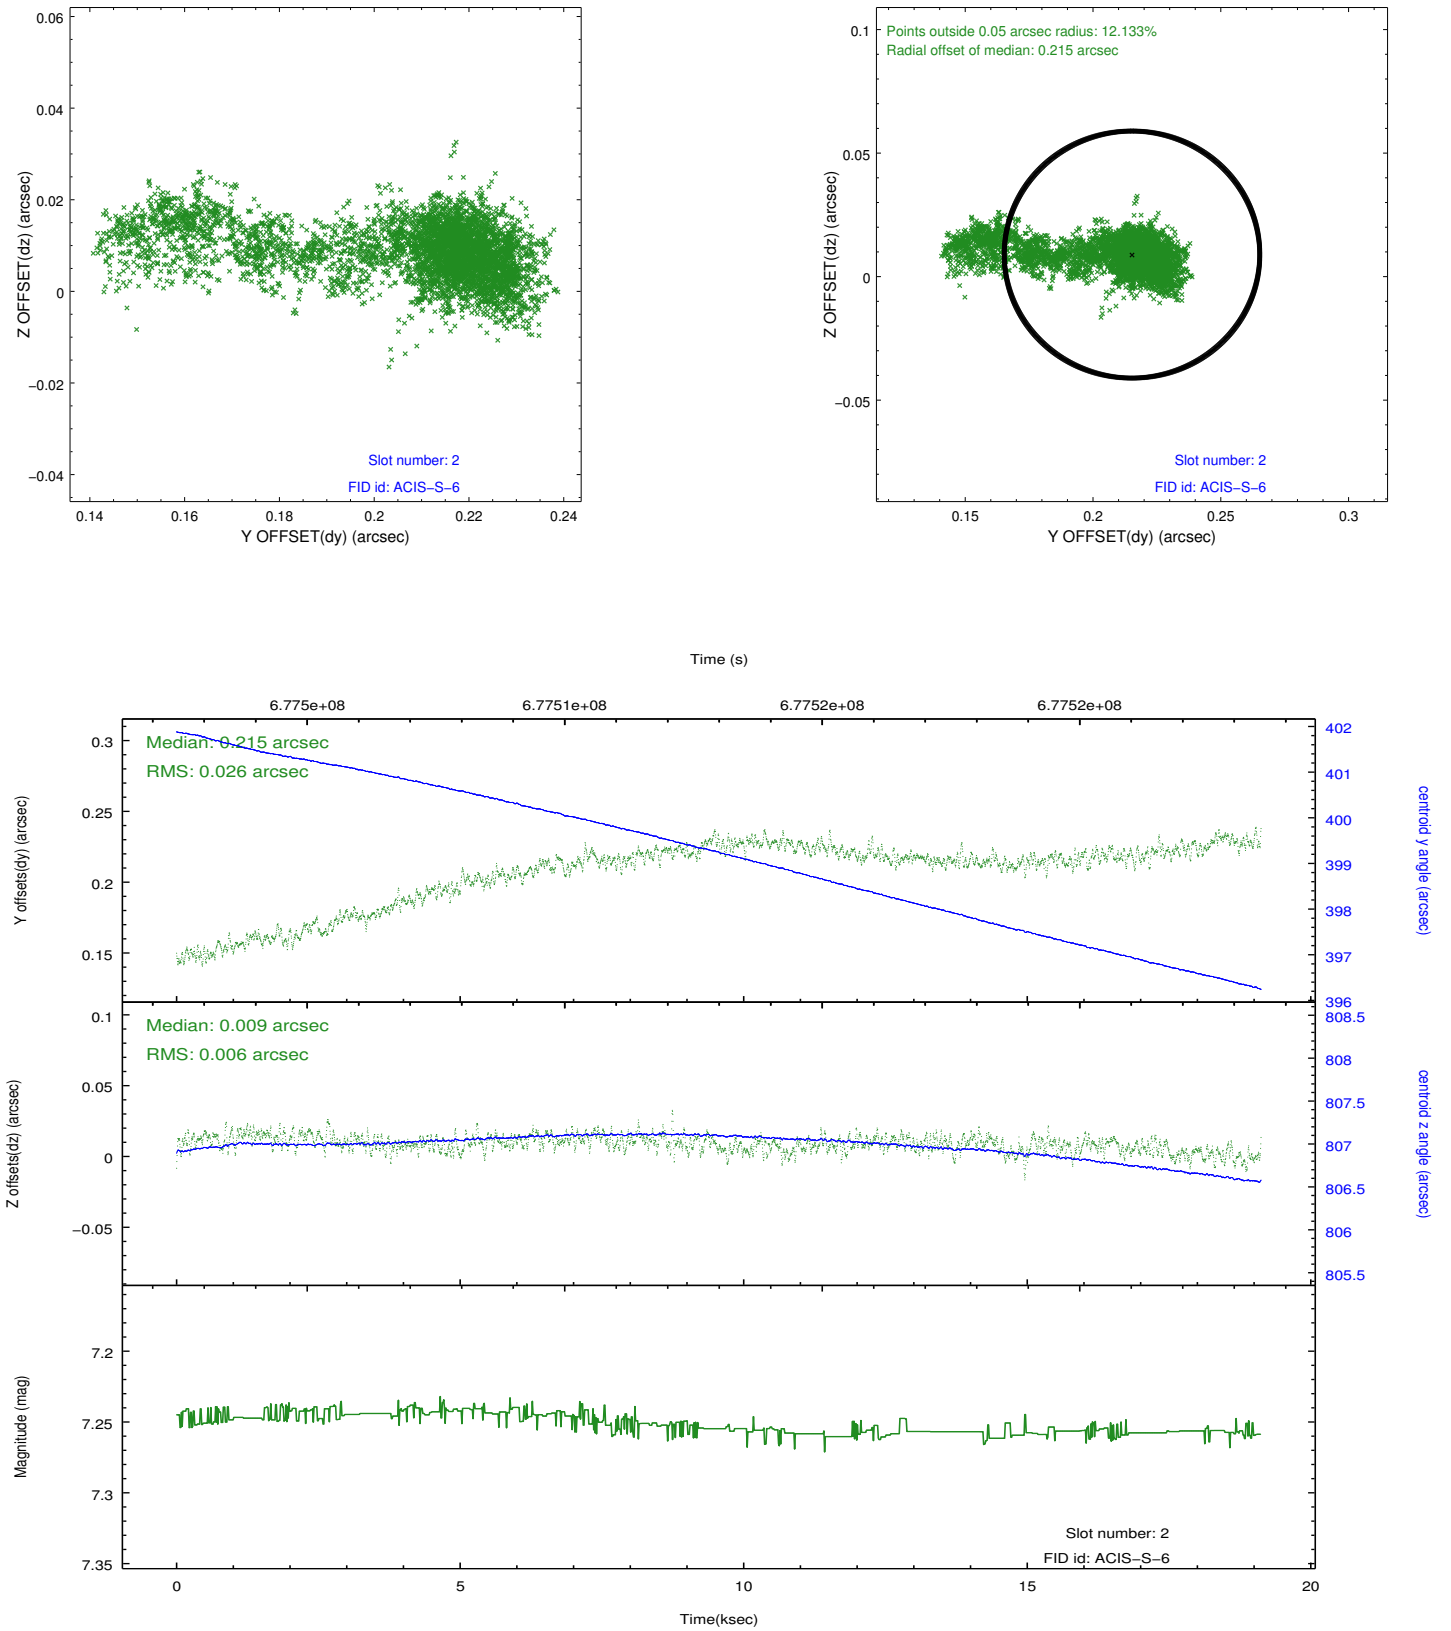 0.06
0.04
0.02
0
−0.02
−0.04
Z OFFSET(dz) (arcsec)
Slot number: 2
FID id: ACIS−S−6
0.14 0.16 0.18 0.2 0.22 0.24
Y OFFSET(dy) (arcsec)
Points outside 0.05 arcsec radius: 12.133%
Radial offset of median: 0.215 arcsec
0.1
0.05
0
−0.05
Z OFFSET(dz) (arcsec)
Slot number: 2
FID id: ACIS−S−6
0.15 0.2 0.25 0.3
Y OFFSET(dy) (arcsec)
Time (s)
6.775e+08 6.7751e+08 6.7752e+08 6.7752e+08
Median: 0.215 arcsec
RMS: 0.026 arcsec
0.3
0.25
0.2
0.15
Y offsets(dy) (arcsec)
402
401
400
399
398
397
396
centroid y angle (arcsec)
Median: 0.009 arcsec
RMS: 0.006 arcsec
0.1
0.05
0
−0.05
Z offsets(dz) (arcsec)
808.5
808
807.5
807
806.5
806
805.5
centroid z angle (arcsec)
7.2
7.25
7.3
7.35
Magnitude (mag)
Slot number: 2
FID id: ACIS−S−6
0 5 10 15 20
Time(ksec)